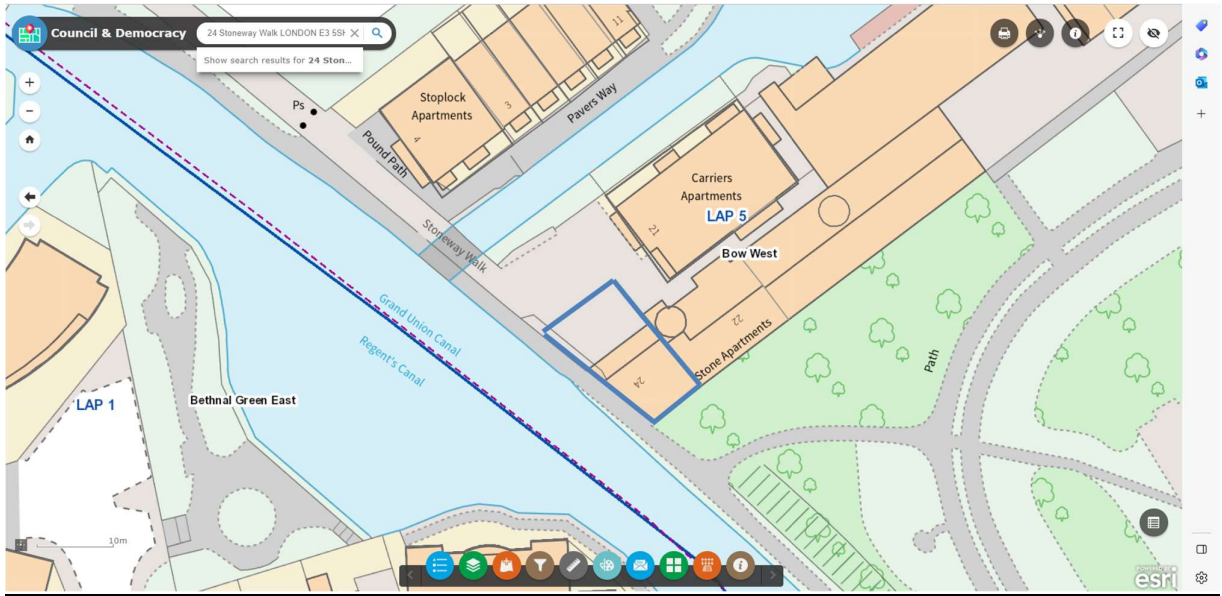 Council & Democracy
24 Stoneway Walk LONDON E3 5SH
Show search results for 24 Ston...
Ps
Stoplock
Apartments
11
3
4
Pavers Way
Pound Path
Carriers
Apartments
LAP 5
21
Bow West
Stoneway Walk
Grand Union Canal
Regent's Canal
22
Stone Apartments
24
Path
LAP 1
Bethnal Green East
10m
POWERED BY
esri